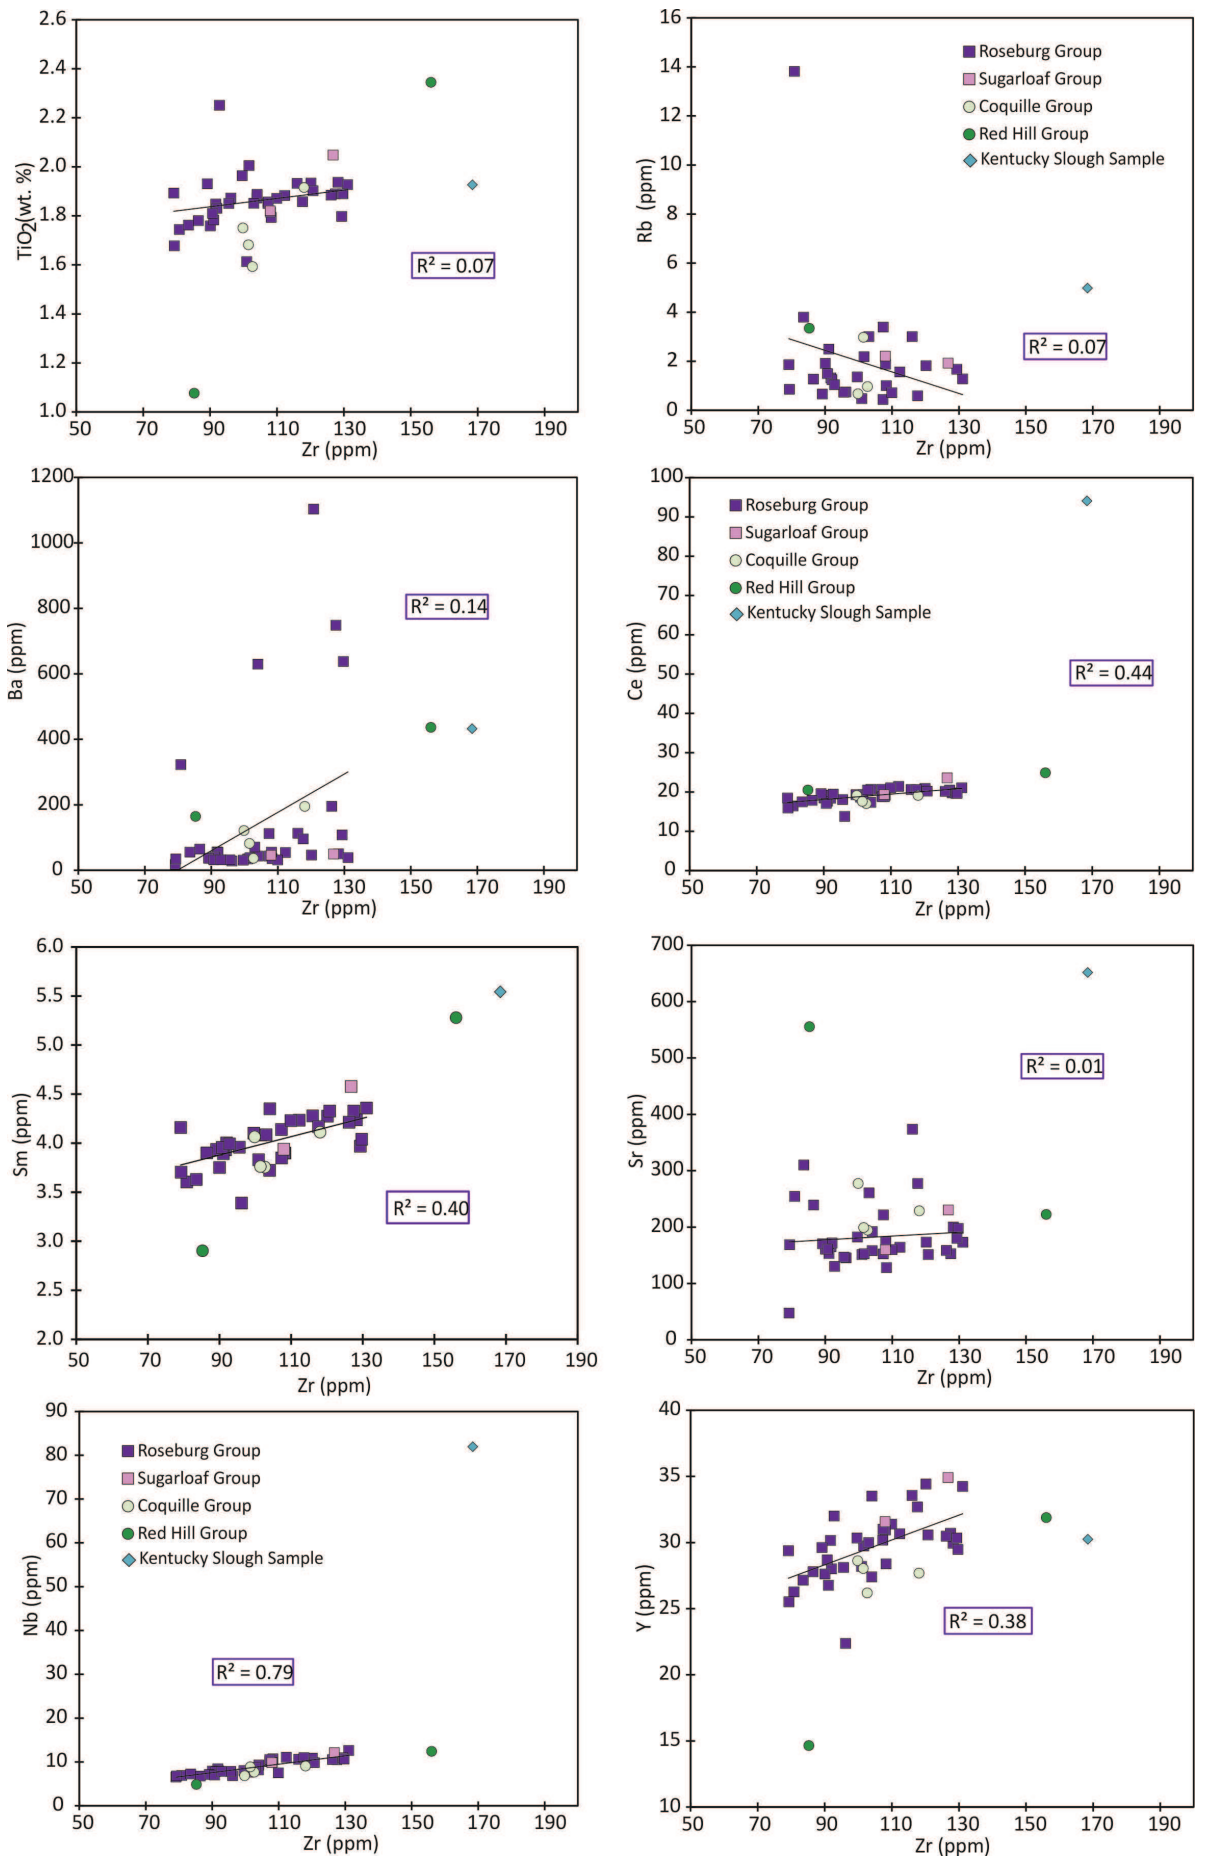 2.6
2.4
2.2
2.0
1.8
1.6
1.4
1.2
1.0
TiO2(wt. %)
R² = 0.07
50 70 90 110 130 150 170 190
Zr (ppm)
16
14
12
10
8
6
4
2
0
Rb (ppm)
Roseburg Group
Sugarloaf Group
Coquille Group
Red Hill Group
Kentucky Slough Sample
R² = 0.07
50 70 90 110 130 150 170 190
Zr (ppm)
1200
1000
800
600
400
200
0
Ba (ppm)
R² = 0.14
50 70 90 110 130 150 170 190
Zr (ppm)
100
90
80
70
60
50
40
30
20
10
0
Ce (ppm)
Roseburg Group
Sugarloaf Group
Coquille Group
Red Hill Group
Kentucky Slough Sample
R² = 0.44
50 70 90 110 130 150 170 190
Zr (ppm)
6.0
5.5
5.0
4.5
4.0
3.5
3.0
2.5
2.0
Sm (ppm)
R² = 0.40
50 70 90 110 130 150 170 190
Zr (ppm)
700
600
500
400
300
200
100
0
Sr (ppm)
R² = 0.01
50 70 90 110 130 150 170 190
Zr (ppm)
90
80
70
60
50
40
30
20
10
0
Nb (ppm)
Roseburg Group
Sugarloaf Group
Coquille Group
Red Hill Group
Kentucky Slough Sample
R² = 0.79
50 70 90 110 130 150 170 190
Zr (ppm)
40
35
30
25
20
15
10
Y (ppm)
R² = 0.38
50 70 90 110 130 150 170 190
Zr (ppm)